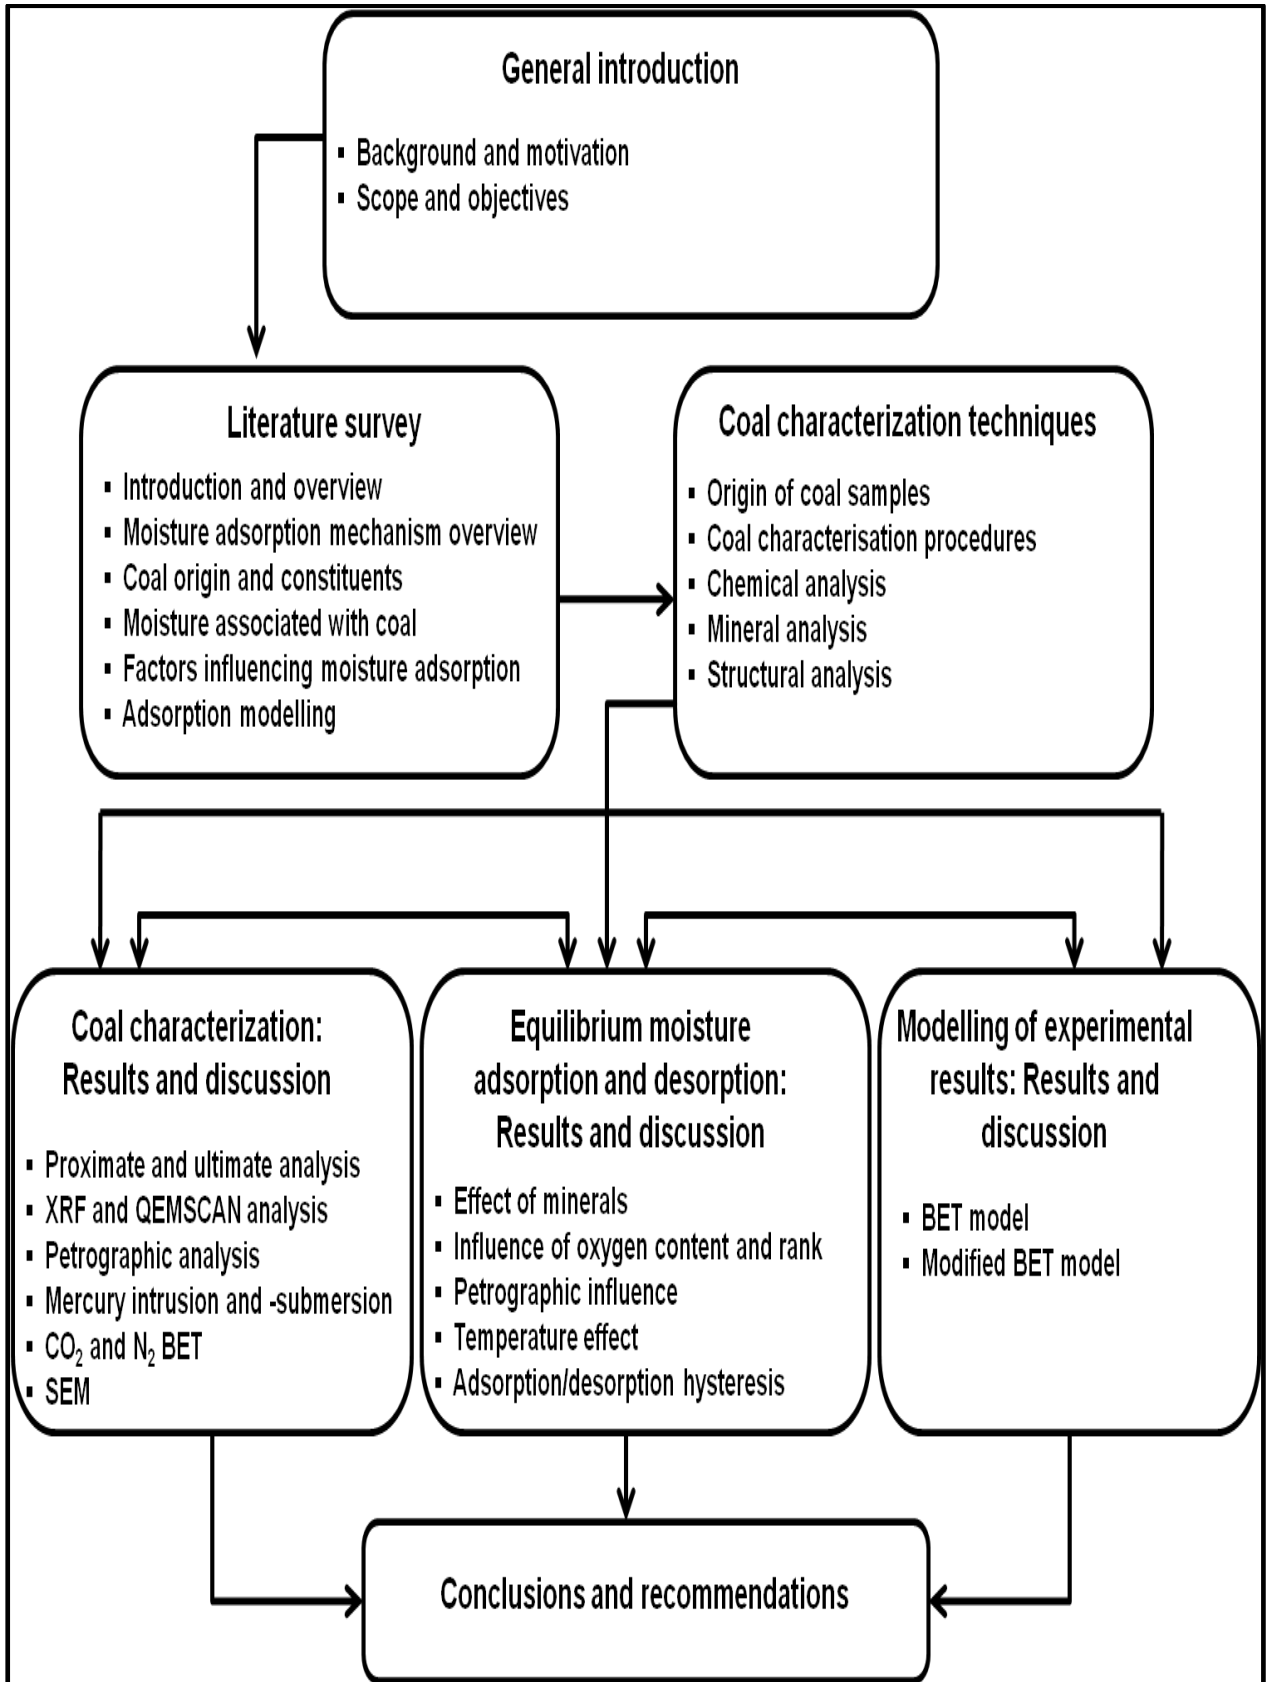 General introduction
▪ Background and motivation
▪ Scope and objectives
Literature survey
▪ Introduction and overview
▪ Moisture adsorption mechanism overview
▪ Coal origin and constituents
▪ Moisture associated with coal
▪ Factors influencing moisture adsorption
▪ Adsorption modelling
Coal characterization techniques
▪ Origin of coal samples
▪ Coal characterisation procedures
▪ Chemical analysis
▪ Mineral analysis
▪ Structural analysis
Coal characterization:
Results and discussion
▪ Proximate and ultimate analysis
▪ XRF and QEMSCAN analysis
▪ Petrographic analysis
▪ Mercury intrusion and -submersion
▪ CO₂ and N₂ BET
▪ SEM
Equilibrium moisture
adsorption and desorption:
Results and discussion
▪ Effect of minerals
▪ Influence of oxygen content and rank
▪ Petrographic influence
▪ Temperature effect
▪ Adsorption/desorption hysteresis
Modelling of experimental
results: Results and
discussion
▪ BET model
▪ Modified BET model
Conclusions and recommendations